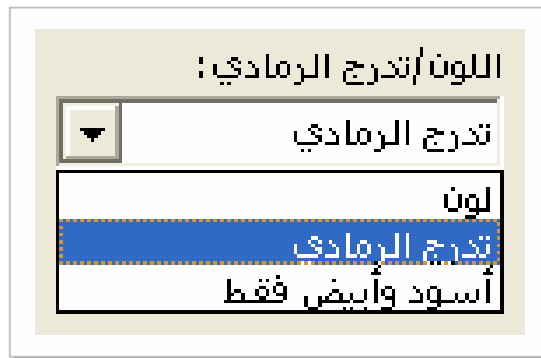 اللون/تدرج الرمادي:
تدرج الرمادي
لون
تدرج الرمادي
أسود وأبيض فقط